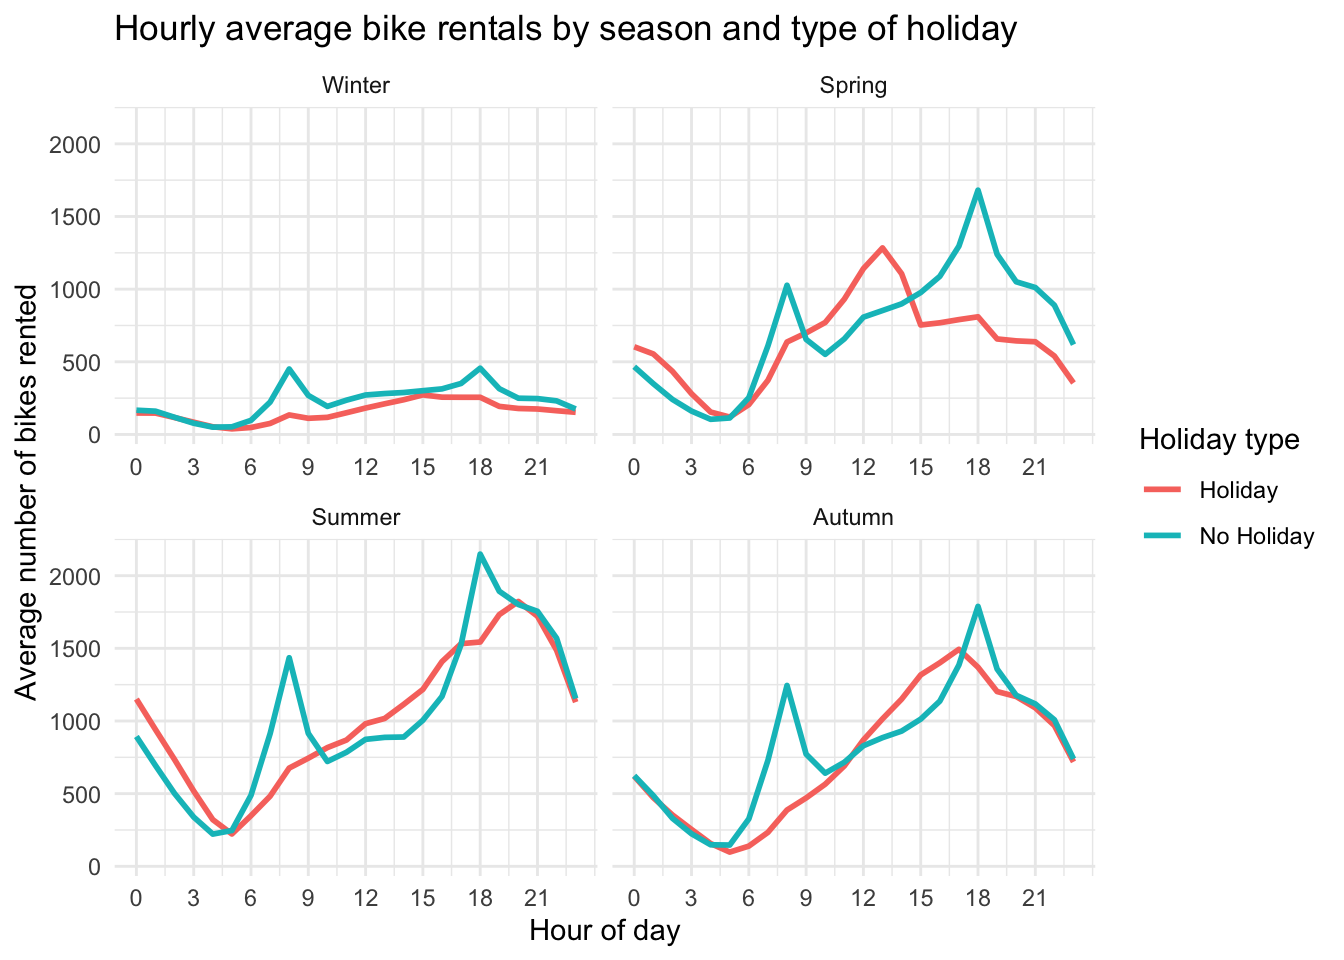 Hourly average bike rentals by season and type of holiday
Winter
Spring
2000
1500
1000
500
0
0 3 6 9 12 15 18 21
0 3 6 9 12 15 18 21
Summer
Autumn
2000
1500
1000
500
0
0 3 6 9 12 15 18 21
0 3 6 9 12 15 18 21
Hour of day
Average number of bikes rented
Holiday type
Holiday
No Holiday